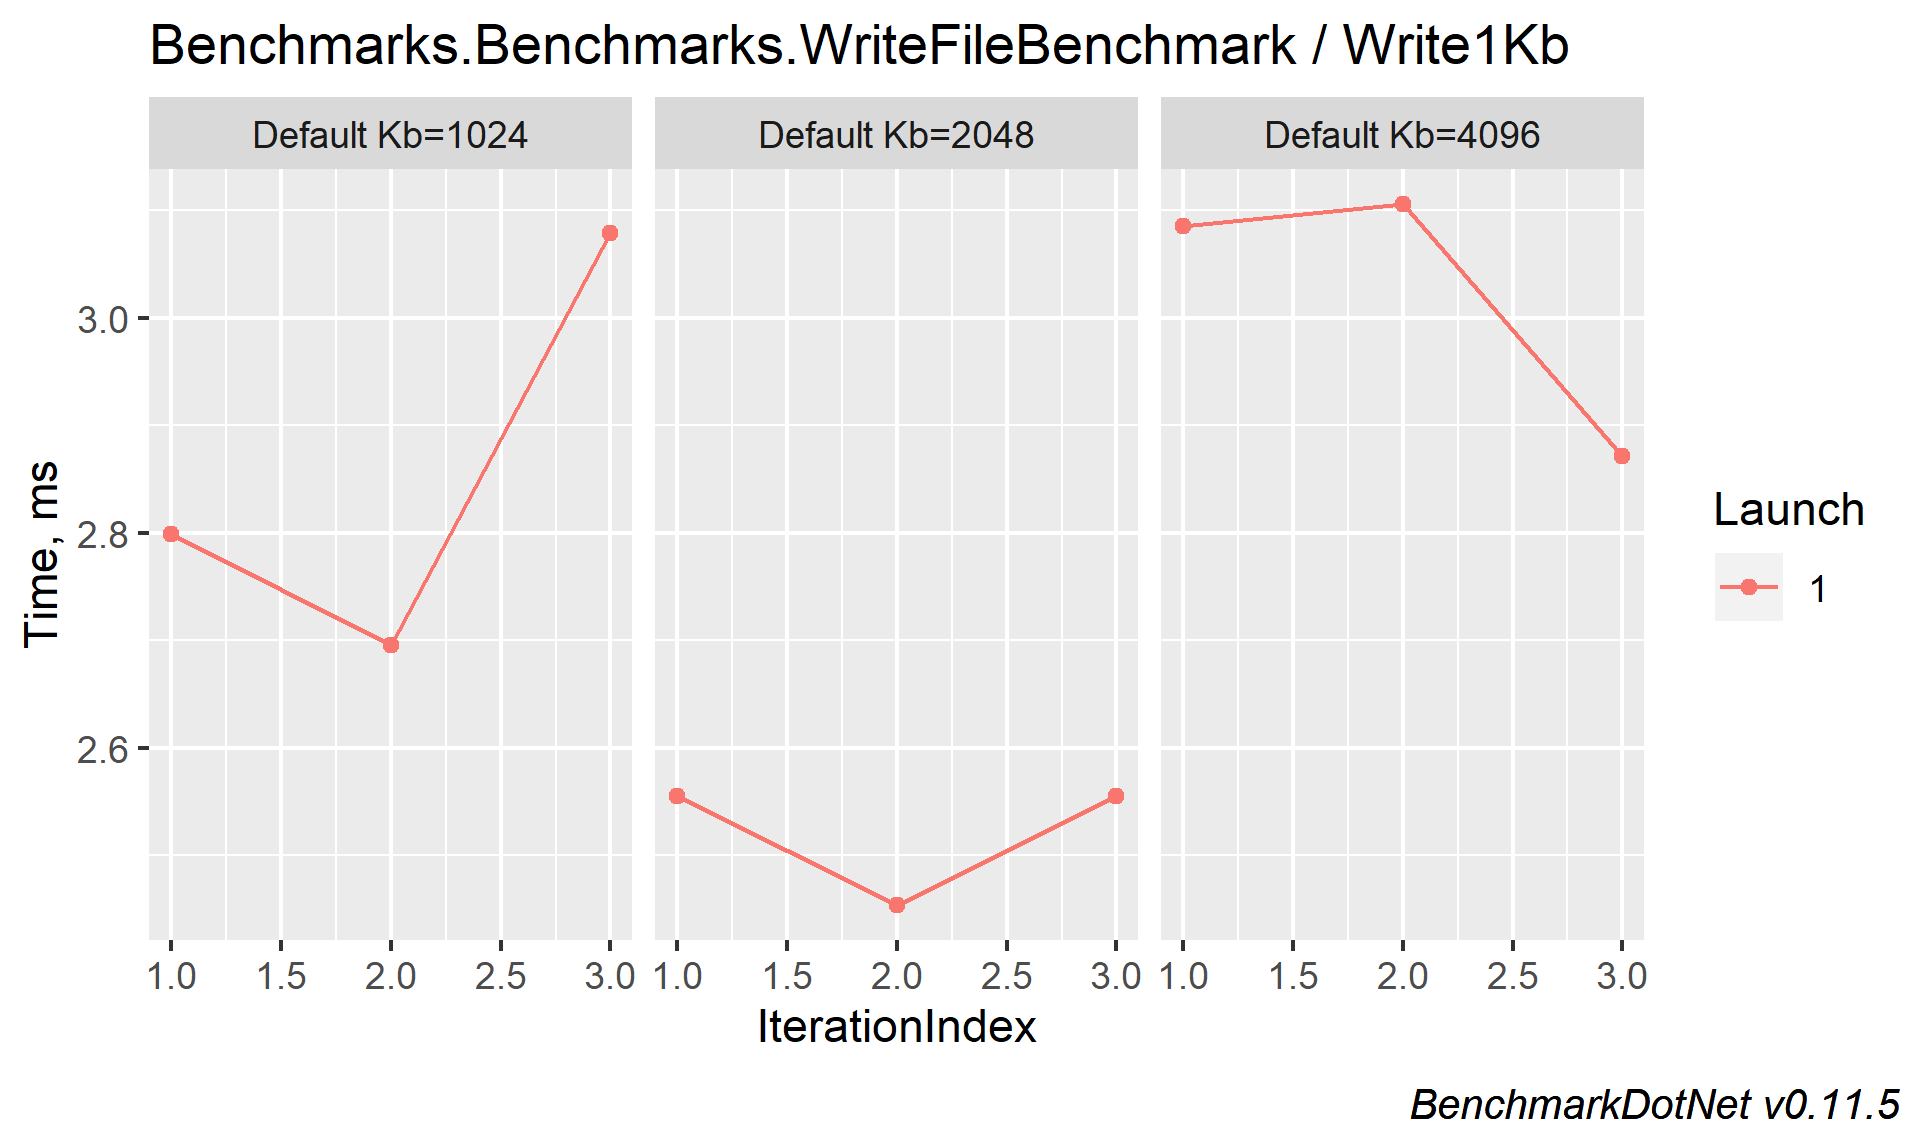 Benchmarks.Benchmarks.WriteFileBenchmark / Write1Kb
Default Kb=1024
Default Kb=2048
Default Kb=4096
Time, ms
3.0
2.8
2.6
1.0 1.5 2.0 2.5 3.0
1.0 1.5 2.0 2.5 3.0
1.0 1.5 2.0 2.5 3.0
IterationIndex
Launch
1
BenchmarkDotNet v0.11.5